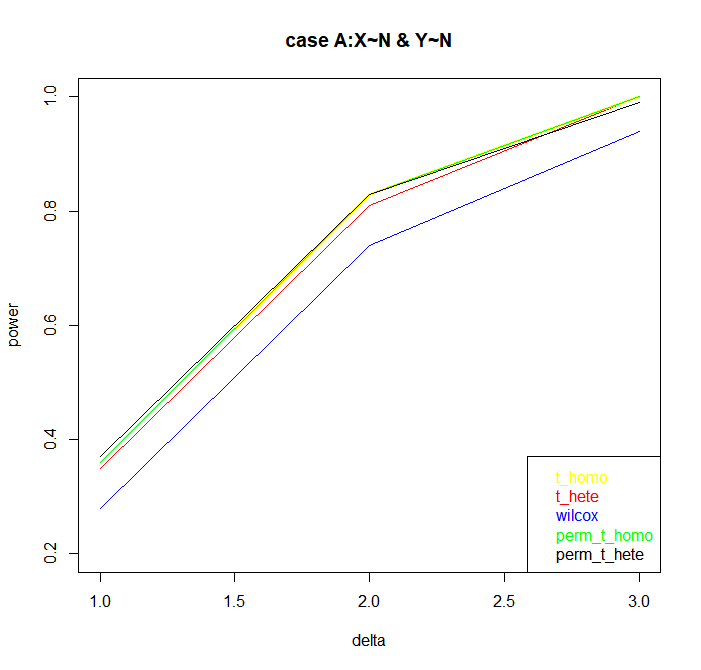 case A:X~N & Y~N
power
1.0
0.8
0.6
0.4
0.2
t_homo
t_hete
wilcox
perm_t_homo
perm_t_hete
1.0 1.5 2.0 2.5 3.0
delta